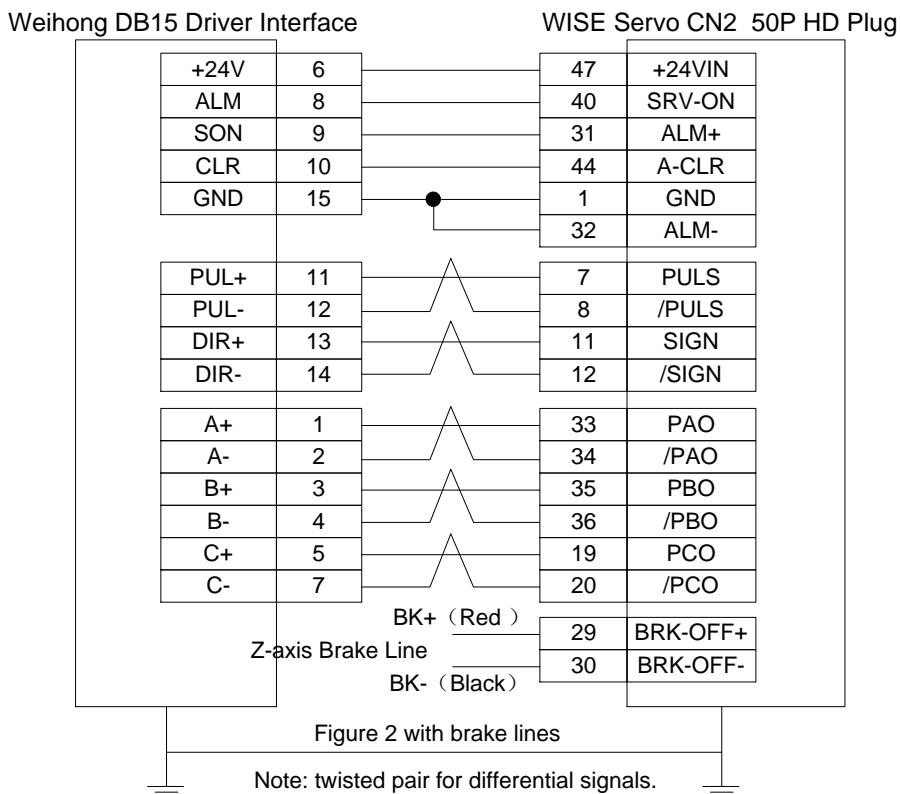 Weihong DB15 Driver Interface WISE Servo CN2 50P HD Plug
+24V 6 47 +24VIN
ALM 8 40 SRV-ON
SON 9 31 ALM+
CLR 10 44 A-CLR
GND 15 1 GND
32 ALM-
PUL+ 11 7 PULS
PUL- 12 8 /PULS
DIR+ 13 11 SIGN
DIR- 14 12 /SIGN
A+ 1 33 PAO
A- 2 34 /PAO
B+ 3 35 PBO
B- 4 36 /PBO
C+ 5 19 PCO
C- 7 20 /PCO
BK+（Red ）
29 BRK-OFF+
Z-axis Brake Line
30 BRK-OFF-
BK-（Black）
Figure 2 with brake lines
Note: twisted pair for differential signals.